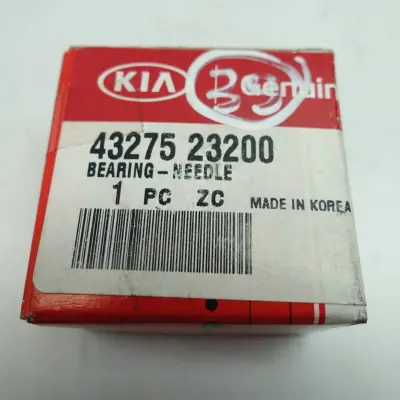 KIA Genuin
43275 23200
BEARING-NEEDLE
1 PC ZC
MADE IN KOREA